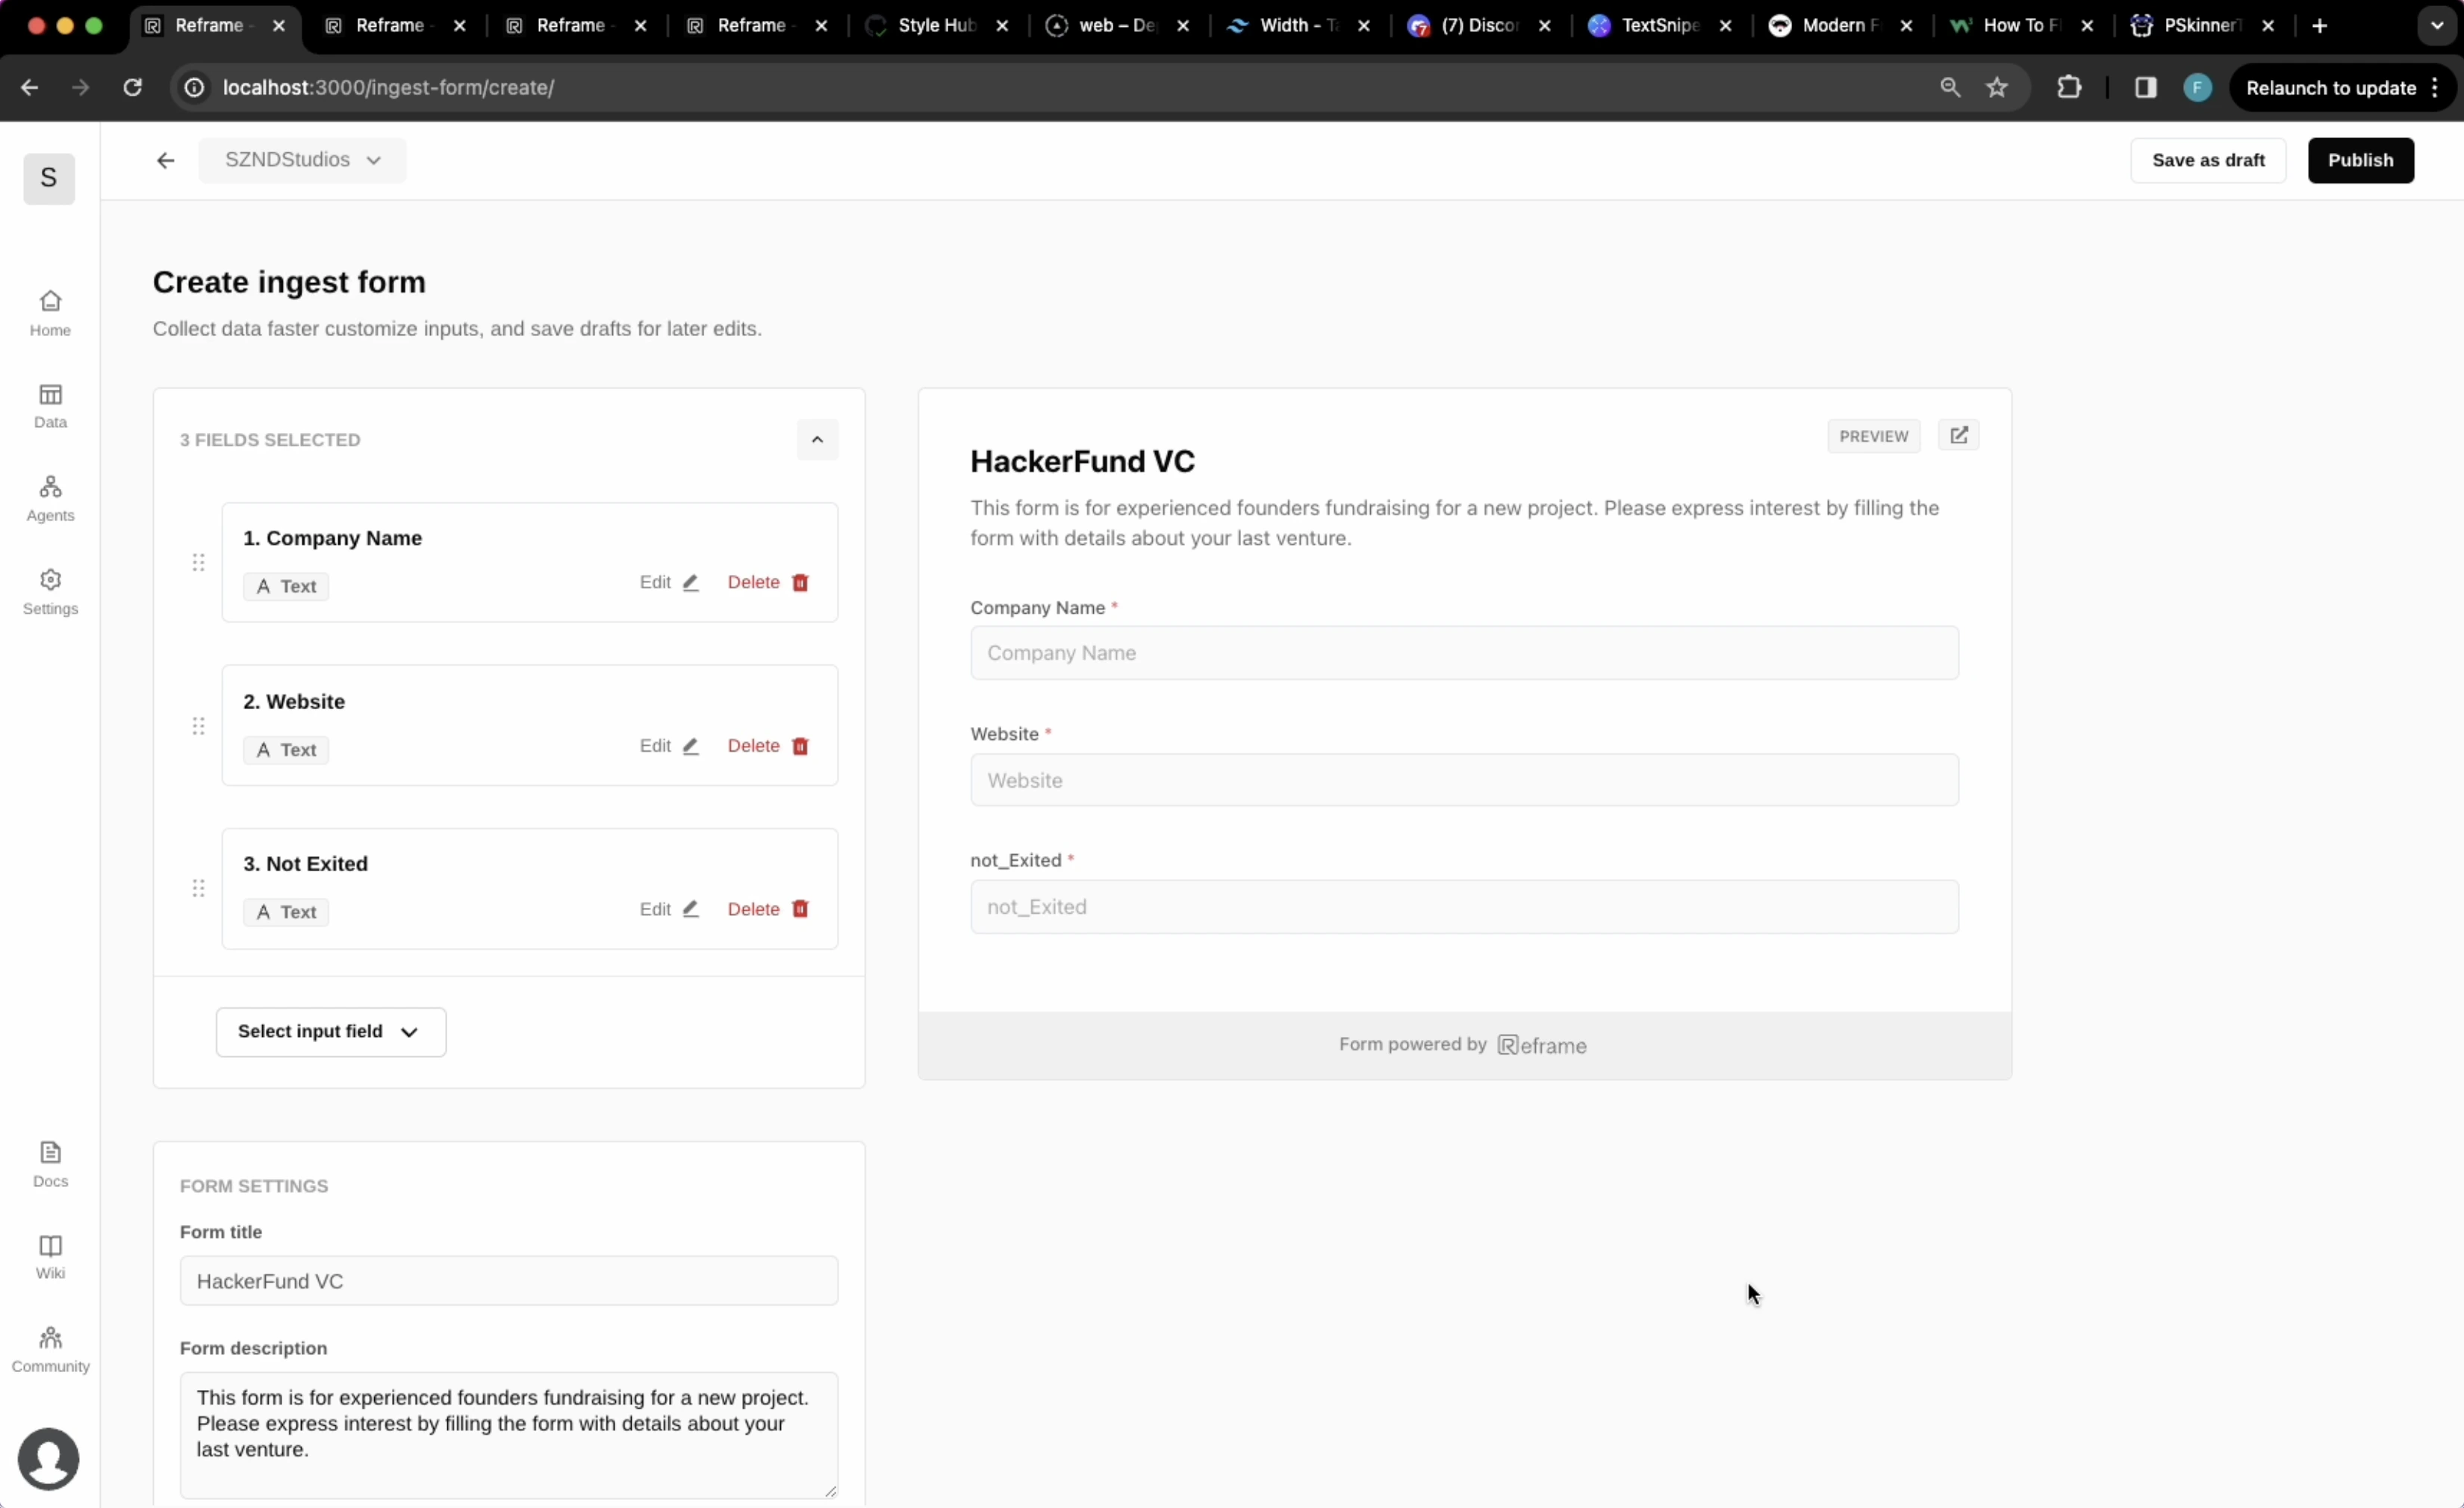 Reframe -
Reframe -
Reframe -
Reframe -
Style Hub
web – De
Width - Ta
(7) Discor
TextSnipe
Modern F
How To Fl
PSkinnerT
localhost:3000/ingest-form/create/
Relaunch to update
F
S
SZNDStudios
Save as draft
Publish
Home
Data
Agents
Settings
Docs
Wiki
Community
Create ingest form
Collect data faster customize inputs, and save drafts for later edits.
3 FIELDS SELECTED
1. Company Name
A Text
Edit
Delete
2. Website
A Text
Edit
Delete
3. Not Exited
A Text
Edit
Delete
Select input field
FORM SETTINGS
Form title
HackerFund VC
Form description
This form is for experienced founders fundraising for a new project.
Please express interest by filling the form with details about your
last venture.
PREVIEW
HackerFund VC
This form is for experienced founders fundraising for a new project. Please express interest by filling the
form with details about your last venture.
Company Name *
Company Name
Website *
Website
not_Exited *
not_Exited
Form powered by Reframe